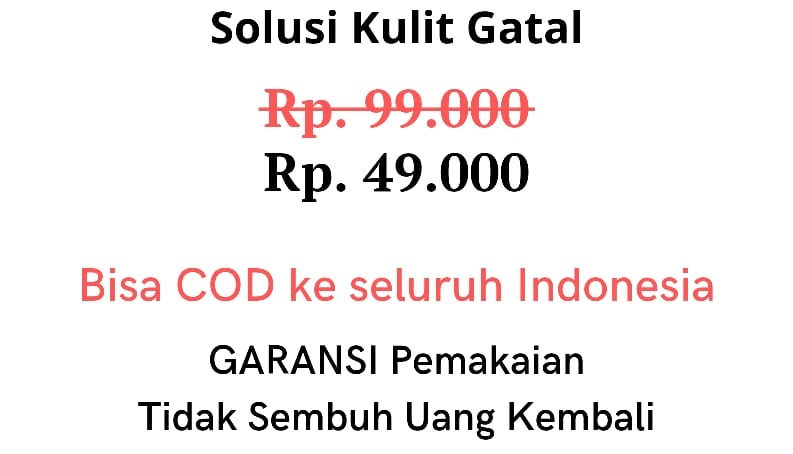 Solusi Kulit Gatal
Rp. 99.000
Rp. 49.000
Bisa COD ke seluruh Indonesia
GARANSI Pemakaian
Tidak Sembuh Uang Kembali